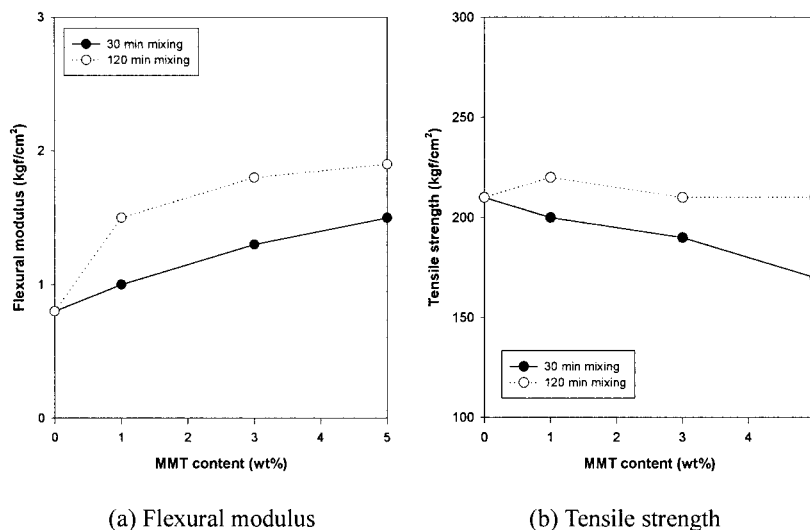 3
30 min mixing
120 min mixing
2
1
0
Flexural modulus (kgf/cm²)
0 1 2 3 4 5
MMT content (wt%)
(a) Flexural modulus
300
250
200
150
100
Tensile strength (kgf/cm²)
30 min mixing
120 min mixing
0 1 2 3 4
MMT content (wt%)
(b) Tensile strength